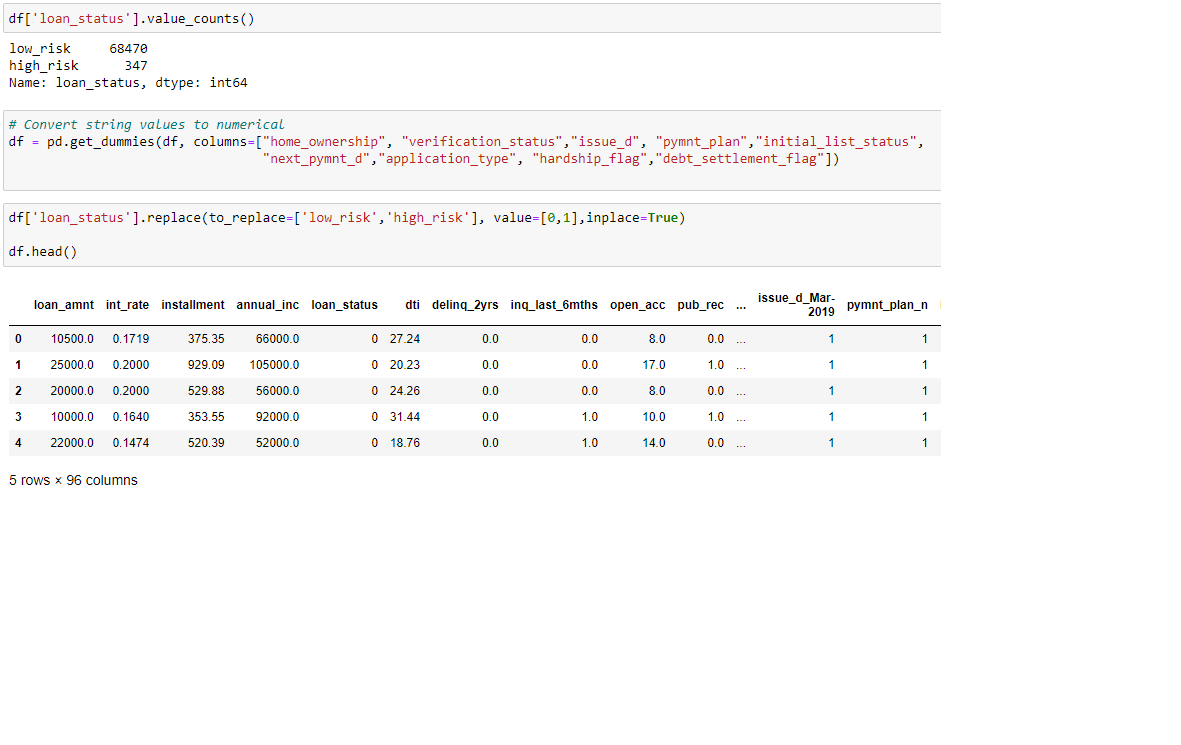 df['loan_status'].value_counts()
low_risk 68470
high_risk 347
Name: loan_status, dtype: int64
# Convert string values to numerical
df = pd.get_dummies(df, columns=["home_ownership", "verification_status","issue_d", "pymnt_plan","initial_list_status",
"next_pymnt_d","application_type", "hardship_flag","debt_settlement_flag"])
df['loan_status'].replace(to_replace=['low_risk','high_risk'], value=[0,1],inplace=True)
df.head()
loan_amnt int_rate installment annual_inc loan_status dti delinq_2yrs inq_last_6mths open_acc pub_rec ... issue_d_Mar-2019 pymnt_plan_n
0 10500.0 0.1719 375.35 66000.0 0 27.24 0.0 0.0 8.0 0.0 ... 1 1
1 25000.0 0.2000 929.09 105000.0 0 20.23 0.0 0.0 17.0 1.0 ... 1 1
2 20000.0 0.2000 529.88 56000.0 0 24.26 0.0 0.0 8.0 0.0 ... 1 1
3 10000.0 0.1640 353.55 92000.0 0 31.44 0.0 1.0 10.0 1.0 ... 1 1
4 22000.0 0.1474 520.39 52000.0 0 18.76 0.0 1.0 14.0 0.0 ... 1 1
5 rows × 96 columns